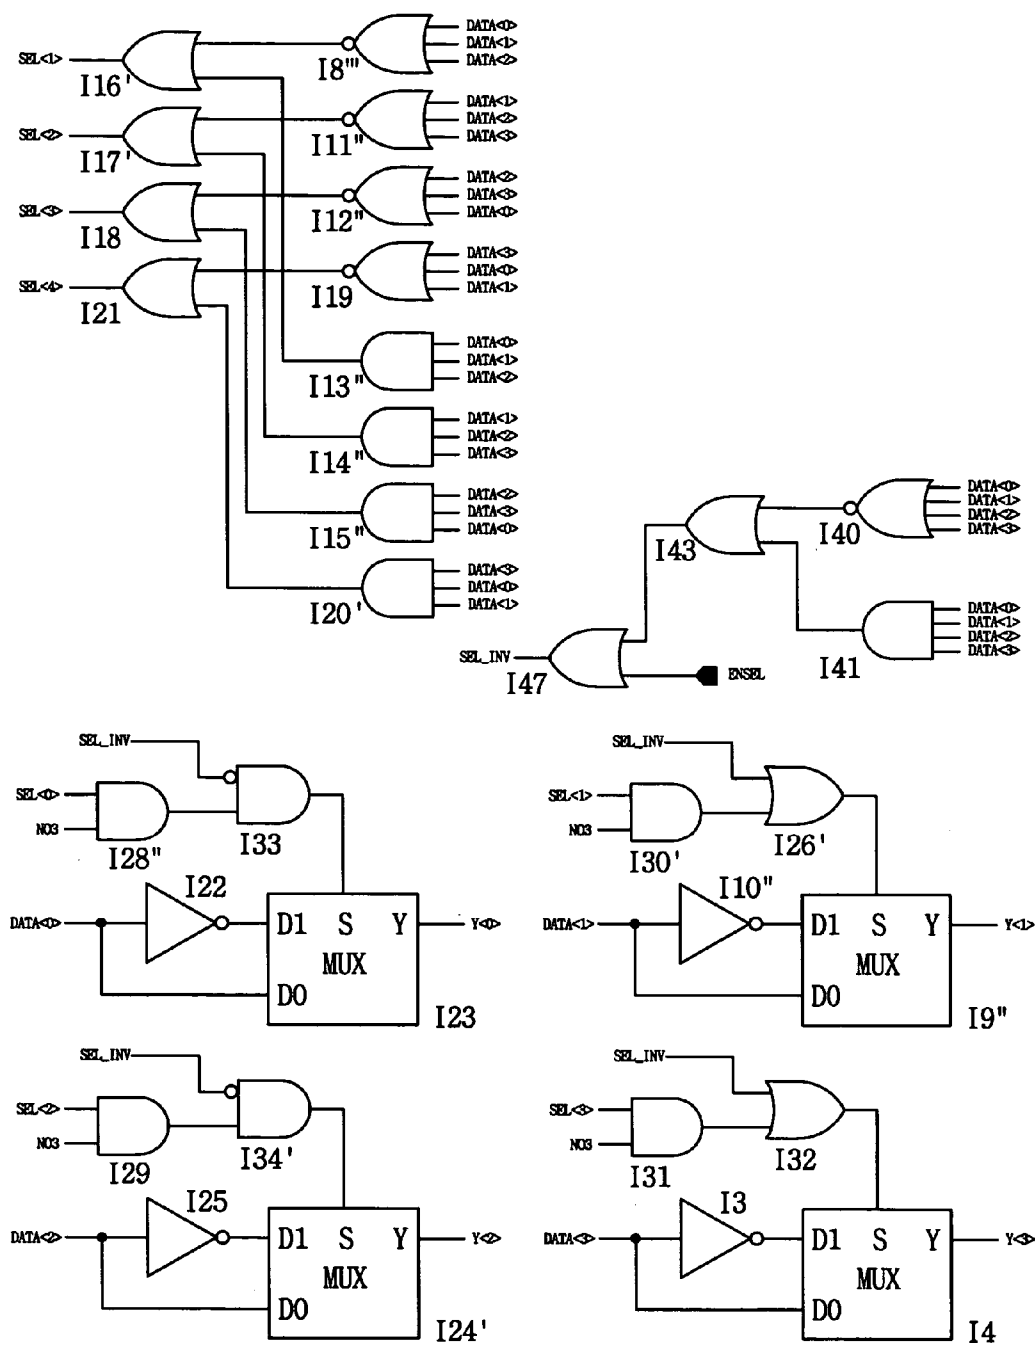 DATA<0>
DATA<1>
DATA<2>
SEL<1>
I16'
I8'''
DATA<1>
DATA<2>
DATA<3>
SEL<2>
I17'
I11"
DATA<2>
DATA<3>
DATA<0>
SEL<3>
I18
I12"
DATA<3>
DATA<0>
DATA<1>
SEL<4>
I21
I19
DATA<0>
DATA<1>
DATA<2>
I13"
DATA<1>
DATA<2>
DATA<3>
I14"
DATA<2>
DATA<3>
DATA<0>
I15"
DATA<3>
DATA<0>
DATA<1>
I20'
DATA<0>
DATA<1>
DATA<2>
DATA<3>
I43
I40
DATA<0>
DATA<1>
DATA<2>
DATA<3>
I41
SEL_INV
I47
ENSEL
SEL_INV
SEL<0>
NO3
I28"
I33
I22
DATA<0>
D1 S Y
Y<0>
MUX
D0
I23
SEL_INV
SEL<1>
NO3
I30'
I26'
I10"
DATA<1>
D1 S Y
Y<1>
MUX
D0
I9"
SEL_INV
SEL<2>
NO3
I29
I34'
I25
DATA<2>
D1 S Y
Y<2>
MUX
D0
I24'
SEL_INV
SEL<3>
NO3
I31
I32
I3
DATA<3>
D1 S Y
Y<3>
MUX
D0
I4